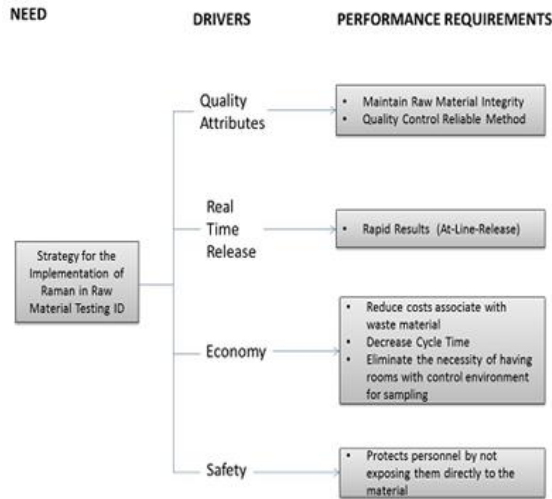 NEED
DRIVERS
PERFORMANCE REQUIREMENTS
Strategy for the
Implementation of
Raman in Raw
Material Testing ID
Quality
Attributes
• Maintain Raw Material Integrity
• Quality Control Reliable Method
Real
Time
Release
• Rapid Results (At-Line-Release)
Economy
• Reduce costs associate with
waste material
• Decrease Cycle Time
• Eliminate the necessity of having
rooms with control environment
for sampling
Safety
• Protects personnel by not
exposing them directly to the
material